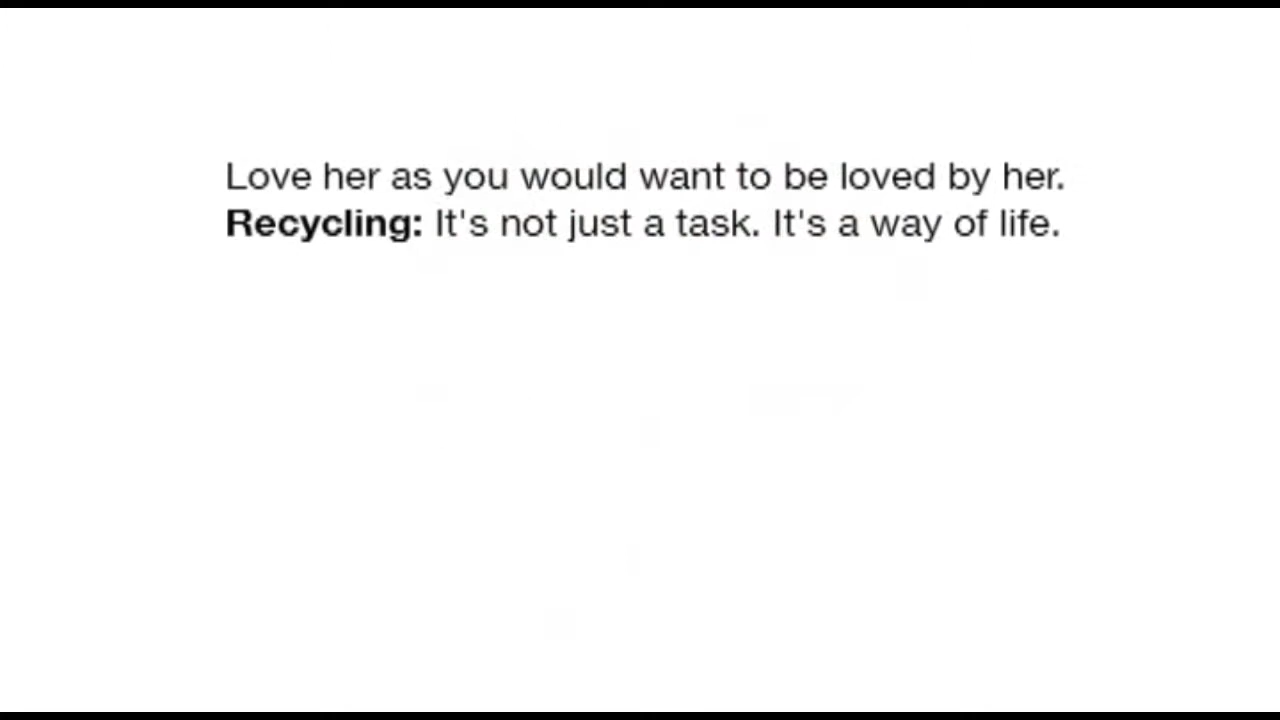 Love her as you would want to be loved by her.
Recycling: It's not just a task. It's a way of life.